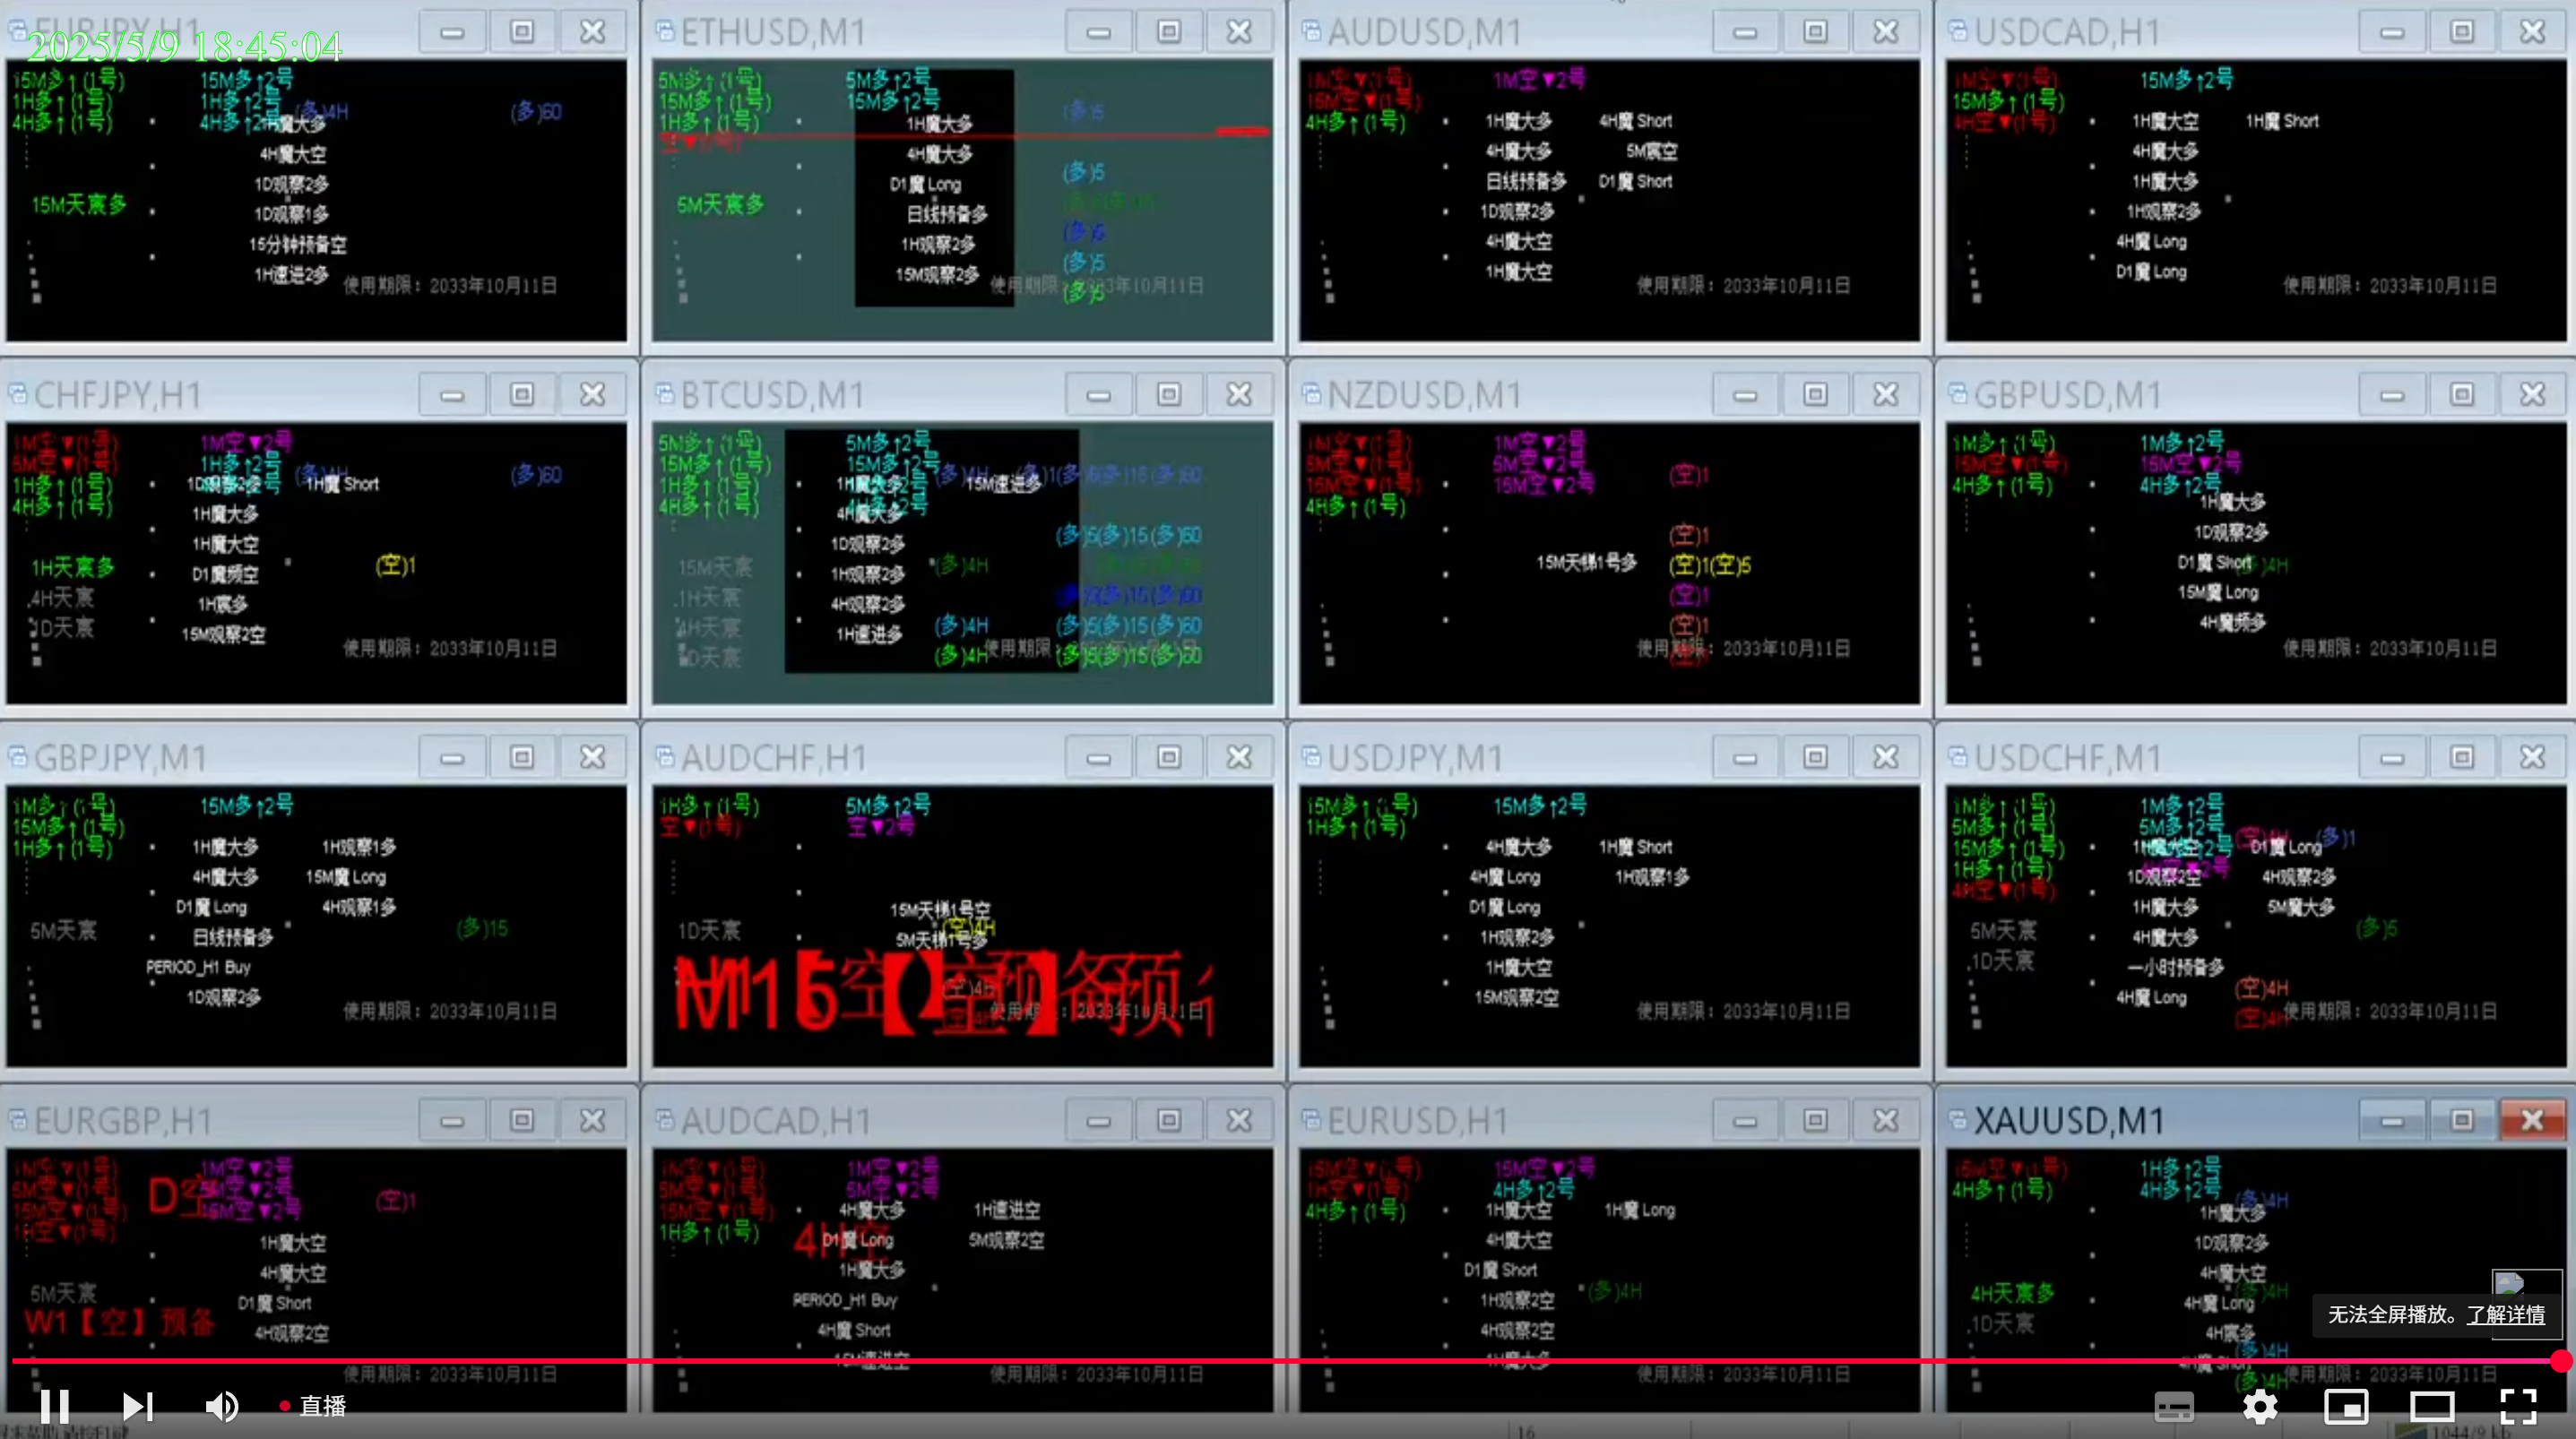 EURJPY,H1
2025/5/9 18:45:04
15M多↑(1号) 15M多↑2号
1H多↑(1号) 1H多↑2号 (多)4H (多)60
4H多↑(1号) 4H多↑2号 1H魔大多
4H魔大空
1D观察2多
15M天宸多 1D观察1多
15分钟预备空
1H速进2多
使用期限：2033年10月11日
ETHUSD,M1
5M多↑(1号) 5M多↑2号
15M多↑(1号) 15M多↑2号 (多)5
1H多↑(1号) 1H魔大多
空▼(1号)
4H魔大多
D1魔 Long (多)5
5M天宸多 日线预备多
1H观察2多 (多)5
15M观察2多 (多)5
使用期限：2033年10月11日
(多)5
AUDUSD,M1
1M空▼(1号) 1M空▼2号
15M空▼(1号)
4H多↑(1号) 1H魔大多 4H魔 Short
4H魔大多 5M宸空
日线预备多 D1魔 Short
1D观察2多
4H魔大空
1H魔大空
使用期限：2033年10月11日
USDCAD,H1
1M空▼(1号) 15M多↑2号
15M多↑(1号)
4H空▼(1号) 1H魔大空 1H魔 Short
4H魔大多
1H魔大多
1H观察2多
4H魔 Long
D1魔 Long
使用期限：2033年10月11日
CHFJPY,H1
1M空▼(1号) 1M空▼2号
5M空▼(1号) 1H多↑2号 (多)4H (多)60
1H多↑(1号) 1D观察2多 1H魔 Short
4H多↑(1号) 1H魔大多
1H魔大空
1H天宸多 D1魔频空 (空)1
4H天宸 1H宸多
1D天宸 15M观察2空
使用期限：2033年10月11日
BTCUSD,M1
5M多↑(1号) 5M多↑2号
15M多↑(1号) 15M多↑2号 (多)4H (多)1(多)5(多)15(多)60
1H多↑(1号) 1H魔大多 15M速进多
4H多↑(1号) 4H魔大多
1D观察2多 (多)5(多)15(多)60
15M天宸 1H观察2多 (多)4H
1H天宸 4H观察2多 (多)5(多)15(多)60
4H天宸 1H速进多 (多)4H (多)5(多)15(多)60
D天宸 (多)4H 使用期限： (多)5(多)15(多)60
NZDUSD,M1
1M空▼(1号) 1M空▼2号
5M空▼(1号) 5M空▼2号 (空)1
15M空▼(1号) 15M空▼2号
4H多↑(1号)
(空)1
15M天梯1号多 (空)1(空)5
(空)1
(空)1
使用期限：2033年10月11日
GBPUSD,M1
1M多↑(1号) 1M多↑2号
15M空▼(1号) 15M空▼2号
4H多↑(1号) 4H多↑2号
1H魔大多
1D观察2多
D1魔 Short (多)4H
15M魔 Long
4H魔频多
使用期限：2033年10月11日
GBPJPY,M1
1M多↑(1号) 15M多↑2号
15M多↑(1号)
1H多↑(1号) 1H魔大多 1H观察1多
4H魔大多 15M魔 Long
D1魔 Long 4H观察1多
5M天宸 日线预备多 (多)15
PERIOD_H1 Buy
1D观察2多
使用期限：2033年10月11日
AUDCHF,H1
1H多↑(1号) 5M多↑2号
空▼(1号) 空▼2号
15M天梯1号空
1D天宸 (空)4H
5M天梯1号多
(空)4H
USDJPY,M1
15M多↑(1号) 15M多↑2号
1H多↑(1号)
4H魔大多 1H魔 Short
4H魔 Long 1H观察1多
D1魔 Long
1H观察2多
1H魔大空
15M观察2空
使用期限：2033年10月11日
USDCHF,M1
1M多↑(1号) 1M多↑2号
5M多↑(1号) 5M多↑2号 (空)4H (多)1
15M多↑(1号) 1H魔大空 D1魔 Long
1H多↑(1号) 1D观察2空 4H观察2多
4H空▼(1号) 4H空▼2号
1H魔大多 5M魔大多
5M天宸 4H魔大多 (多)5
1D天宸 一小时预备多
4H魔 Long (空)4H
(空)4H 使用期限：2033年10月11日
EURGBP,H1
1M空▼(1号) 1M空▼2号
5M空▼(1号) D空 5M空▼2号 (空)1
15M空▼(1号) 15M空▼2号
1H空▼(1号) 1H魔大空
4H魔大空
5M天宸 D1魔 Short
W1【空】预备 4H观察2空
使用期限：2033年10月11日
AUDCAD,H1
1M空▼(1号) 1M空▼2号
5M空▼(1号) 5M空▼2号
15M空▼(1号) 4H魔大多 1H速进空
1H多↑(1号) 4H空 D1魔 Long 5M观察2空
1H魔大多
PERIOD_H1 Buy
4H魔 Short
15M速进空
使用期限：2033年10月11日
EURUSD,H1
15M空▼(1号) 15M空▼2号
1H空▼(1号) 4H多↑2号
4H多↑(1号) 1H魔大空 1H魔 Long
4H魔大空
D1魔 Short
1H观察2空 (多)4H
4H观察2空
1H魔大多
使用期限：2033年10月11日
XAUUSD,M1
15M空▼(1号) 1H多↑2号
4H多↑(1号) 4H多↑2号 (多)4H
1H魔大多
1D观察2多
4H魔大空
4H天宸多 4H魔 Long (多)4H
1D天宸 4H宸多
(多)4H
4H魔 Short
(多)4H 使用期限：2033年10月11日
无法全屏播放。了解详情
直播
16